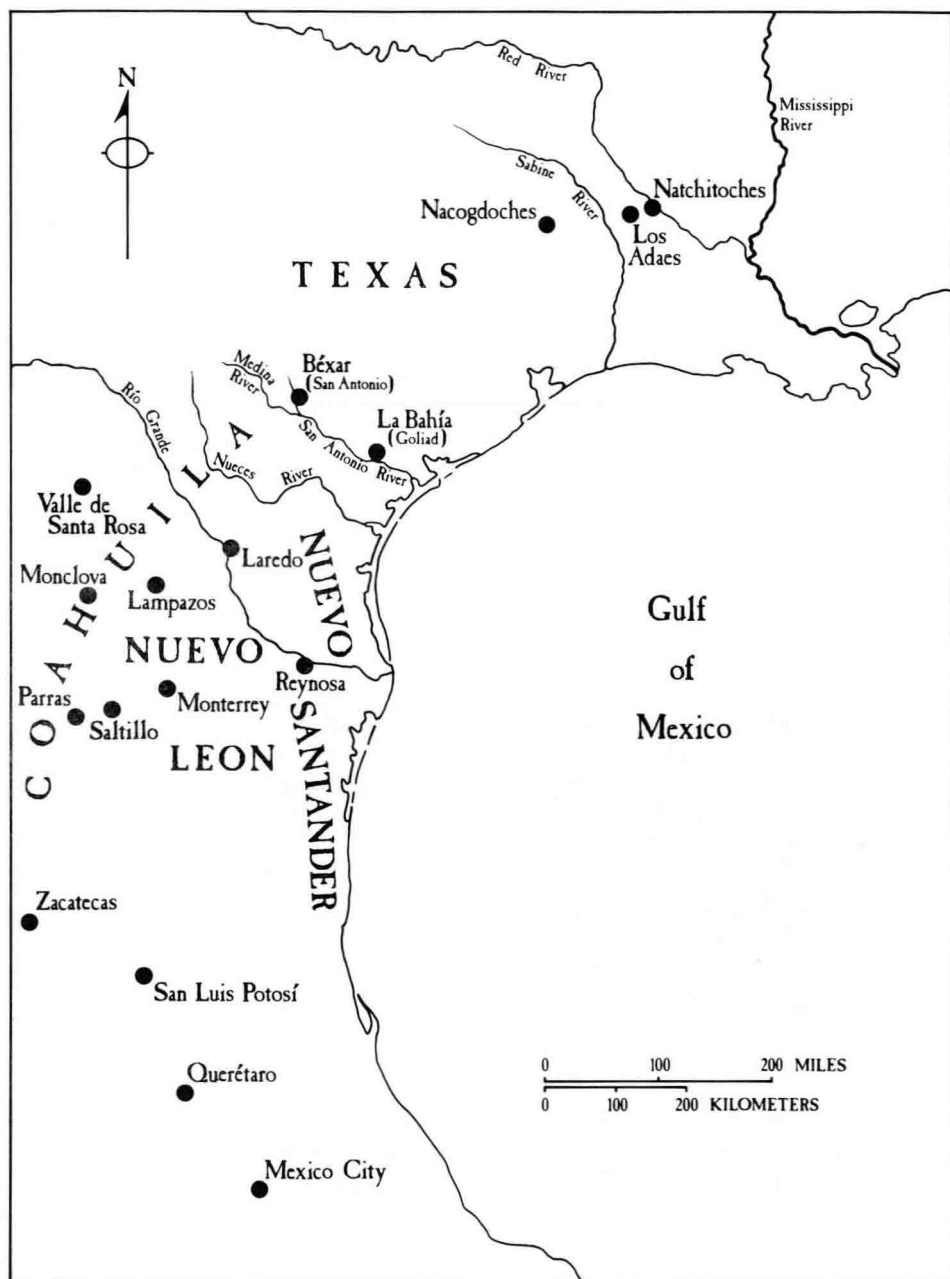 N
Red River
Mississippi
River
Sabine River
Natchitoches
Nacogdoches
Los
Adaes
TEXAS
Medina
River
Béxar
(San Antonio)
Río Grande
La Bahía
(Goliad)
San Antonio River
Nueces River
COAHUILA
Valle de
Santa Rosa
Laredo
NUEVO
SANTANDER
Monclova
Lampazos
Gulf
of
Mexico
NUEVO
LEON
Reynosa
Parras
Saltillo
Monterrey
Zacatecas
San Luis Potosí
0 100 200 MILES
0 100 200 KILOMETERS
Querétaro
Mexico City